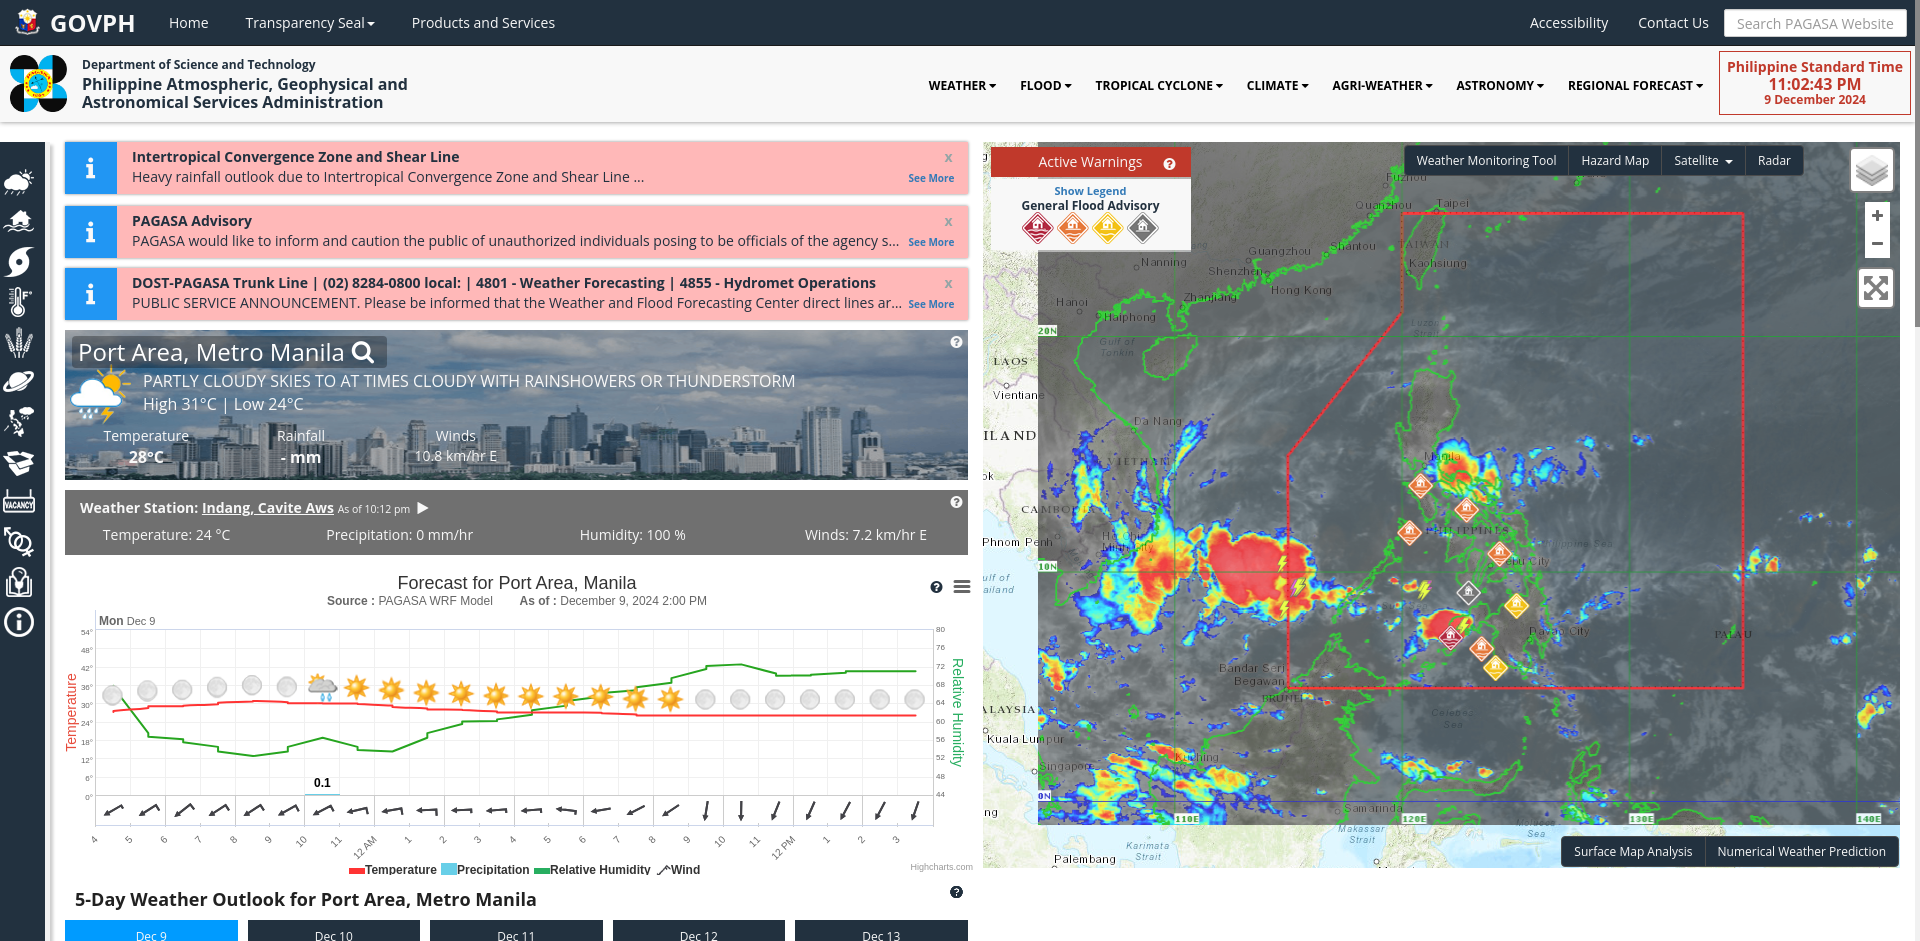 GOVPH
Home
Transparency Seal
Products and Services
Accessibility
Contact Us
Search PAGASA Website
Department of Science and Technology
Philippine Atmospheric, Geophysical and
Astronomical Services Administration
WEATHER
FLOOD
TROPICAL CYCLONE
CLIMATE
AGRI-WEATHER
ASTRONOMY
REGIONAL FORECAST
Philippine Standard Time
11:02:43 PM
9 December 2024
VACANCY
Intertropical Convergence Zone and Shear Line
x
Heavy rainfall outlook due to Intertropical Convergence Zone and Shear Line ...
See More
PAGASA Advisory
x
PAGASA would like to inform and caution the public of unauthorized individuals posing to be officials of the agency s...
See More
DOST-PAGASA Trunk Line | (02) 8284-0800 local: | 4801 - Weather Forecasting | 4855 - Hydromet Operations
x
PUBLIC SERVICE ANNOUNCEMENT. Please be informed that the Weather and Flood Forecasting Center direct lines ar...
See More
Port Area, Metro Manila
PARTLY CLOUDY SKIES TO AT TIMES CLOUDY WITH RAINSHOWERS OR THUNDERSTORM
High 31°C | Low 24°C
Temperature
Rainfall
Winds
28°C
- mm
10.8 km/hr E
Weather Station: Indang, Cavite Aws As of 10:12 pm
Temperature: 24 °C
Precipitation: 0 mm/hr
Humidity: 100 %
Winds: 7.2 km/hr E
Forecast for Port Area, Manila
Source : PAGASA WRF Model As of : December 9, 2024 2:00 PM
Mon Dec 9
Temperature
54°
48°
42°
36°
30°
24°
18°
12°
6°
0°
0.1
80
76
72
68
64
60
56
52
48
44
Relative Humidity
4 5 6 7 8 9 10 11 12 AM 1 2 3 4 5 6 7 8 9 10 11 12 PM 1 2 3
Temperature Precipitation Relative Humidity Wind
Highcharts.com
5-Day Weather Outlook for Port Area, Metro Manila
Dec 9
Dec 10
Dec 11
Dec 12
Dec 13
Active Warnings
Show Legend
General Flood Advisory
Weather Monitoring Tool
Hazard Map
Satellite
Radar
+
−
Fuzhou
Quanzhou
Taipei
TAIWAN
Kaohsiung
Guangzhou
Shantou
Nanning
Shenzhen
Hong Kong
Zhanjiang
Hanoi
Haiphong
Gulf of
Tonkin
Luzon
Strait
20N
LAOS
Vientiane
Da Nang
VIETNAM
Manila
CAMBODIA
PHILIPPINES
Phnom Penh
Ho Chi
Minh City
Cebu City
10N
Davao City
PALAU
Bandar Seri
Begawan
BRUNEI
Celebes
Sea
Kuala Lumpur
Kuching
Singapore
0N
Samarinda
110E
120E
130E
140E
Makassar
Strait
Molucca
Sea
Karimata
Strait
Palembang
Surface Map Analysis
Numerical Weather Prediction